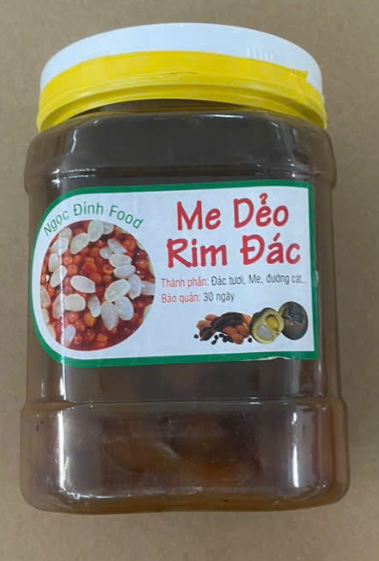 Ngọc Đỉnh Food
Me Dẻo
Rim Đác
Thành phần: Đác tươi, Me, đường cát...
Bảo quản: 30 ngày